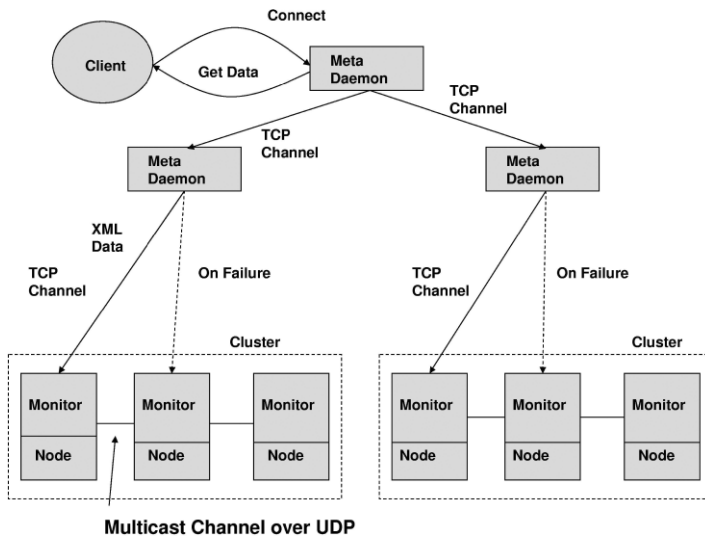 Connect
Client
Get Data
Meta
Daemon
TCP
Channel
TCP
Channel
Meta
Daemon
Meta
Daemon
XML
Data
TCP
Channel
On Failure
TCP
Channel
On Failure
Cluster
Cluster
Monitor
Monitor
Monitor
Monitor
Monitor
Monitor
Node
Node
Node
Node
Node
Node
Multicast Channel over UDP